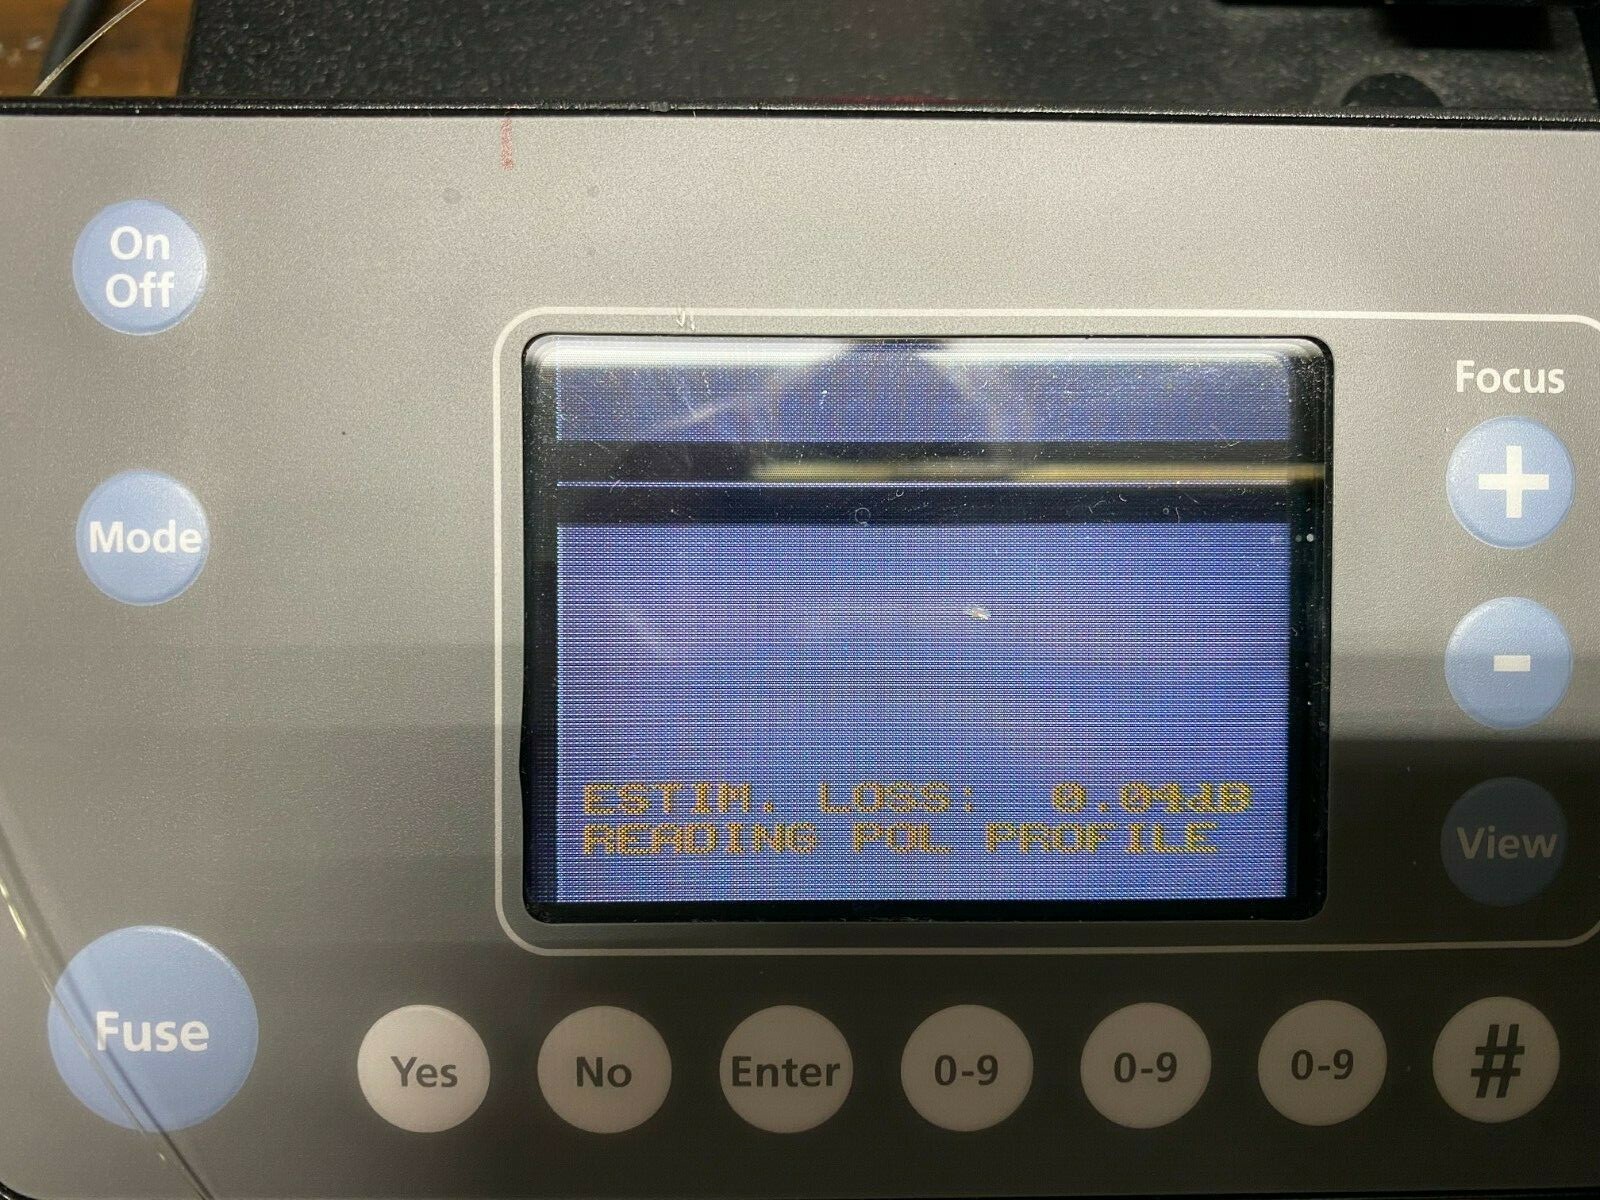 On
Off
Focus
+
Mode
-
ESTIM. LOSS: 0.04dB
READING POL PROFILE
View
Fuse
Yes
No
Enter
0-9
0-9
0-9
#